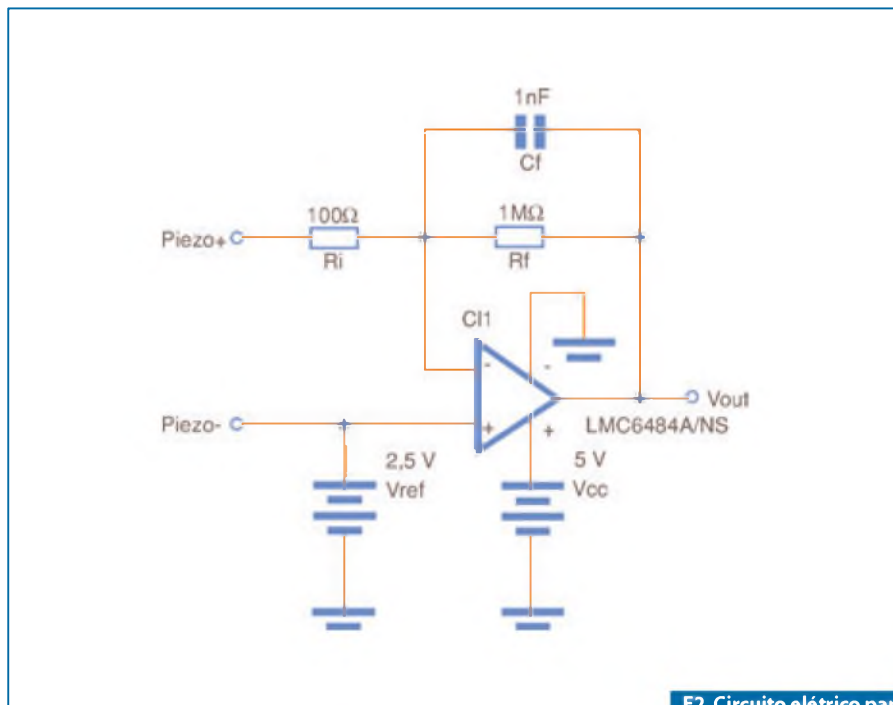 1nF
Cf
100Ω
1MΩ
Piezo+
Ri
Rf
CI1
-
-
Vout
Piezo-
+
+
LMC6484A/NS
2,5 V
5 V
Vref
Vcc
F2. Circuito elétrico par